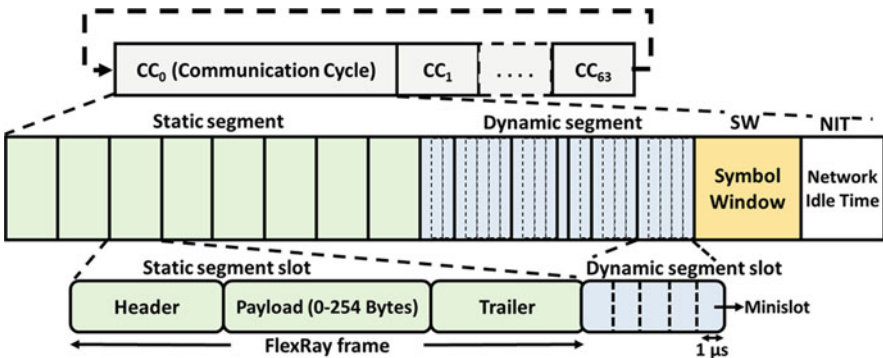 CC0 (Communication Cycle) CC1 .... CC63
Static segment Dynamic segment SW NIT
Symbol Window Network Idle Time
Static segment slot Dynamic segment slot
Header Payload (0-254 Bytes) Trailer Minislot
FlexRay frame 1 µs